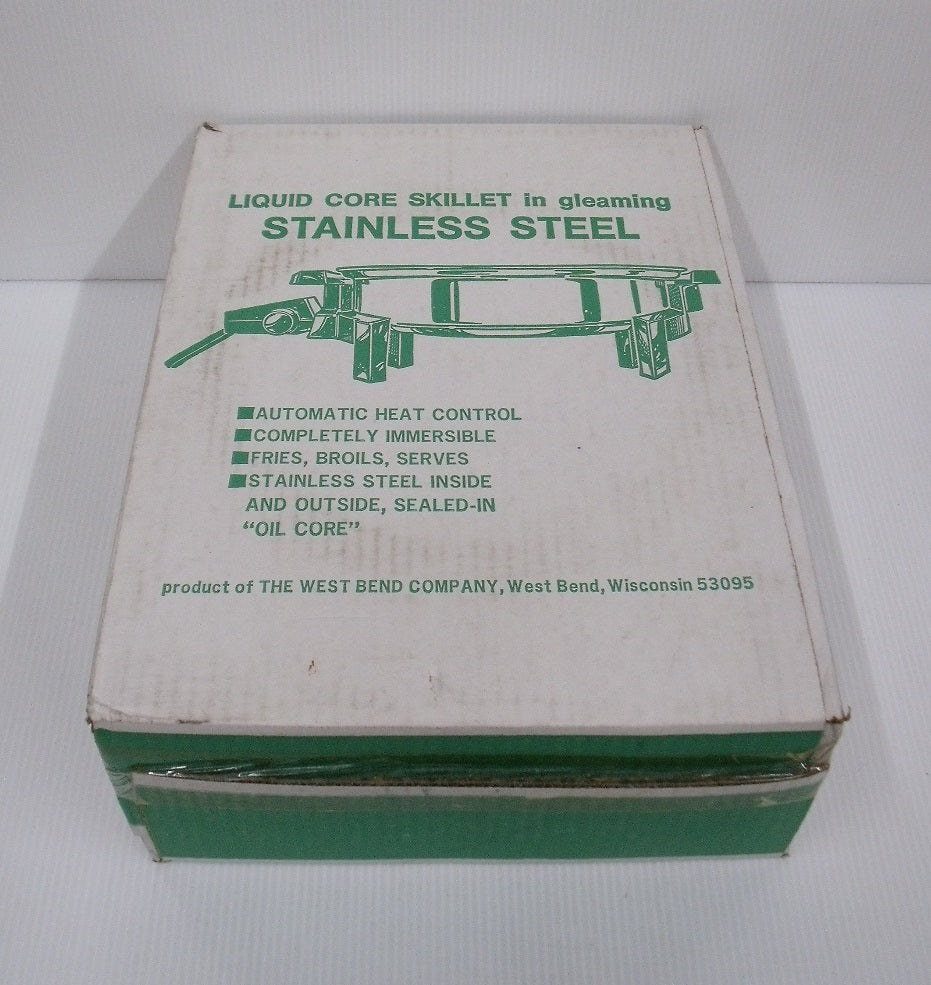 LIQUID CORE SKILLET in gleaming
STAINLESS STEEL
■AUTOMATIC HEAT CONTROL
■COMPLETELY IMMERSIBLE
■FRIES, BROILS, SERVES
■STAINLESS STEEL INSIDE
AND OUTSIDE, SEALED-IN
“OIL CORE”
product of THE WEST BEND COMPANY, West Bend, Wisconsin 53095